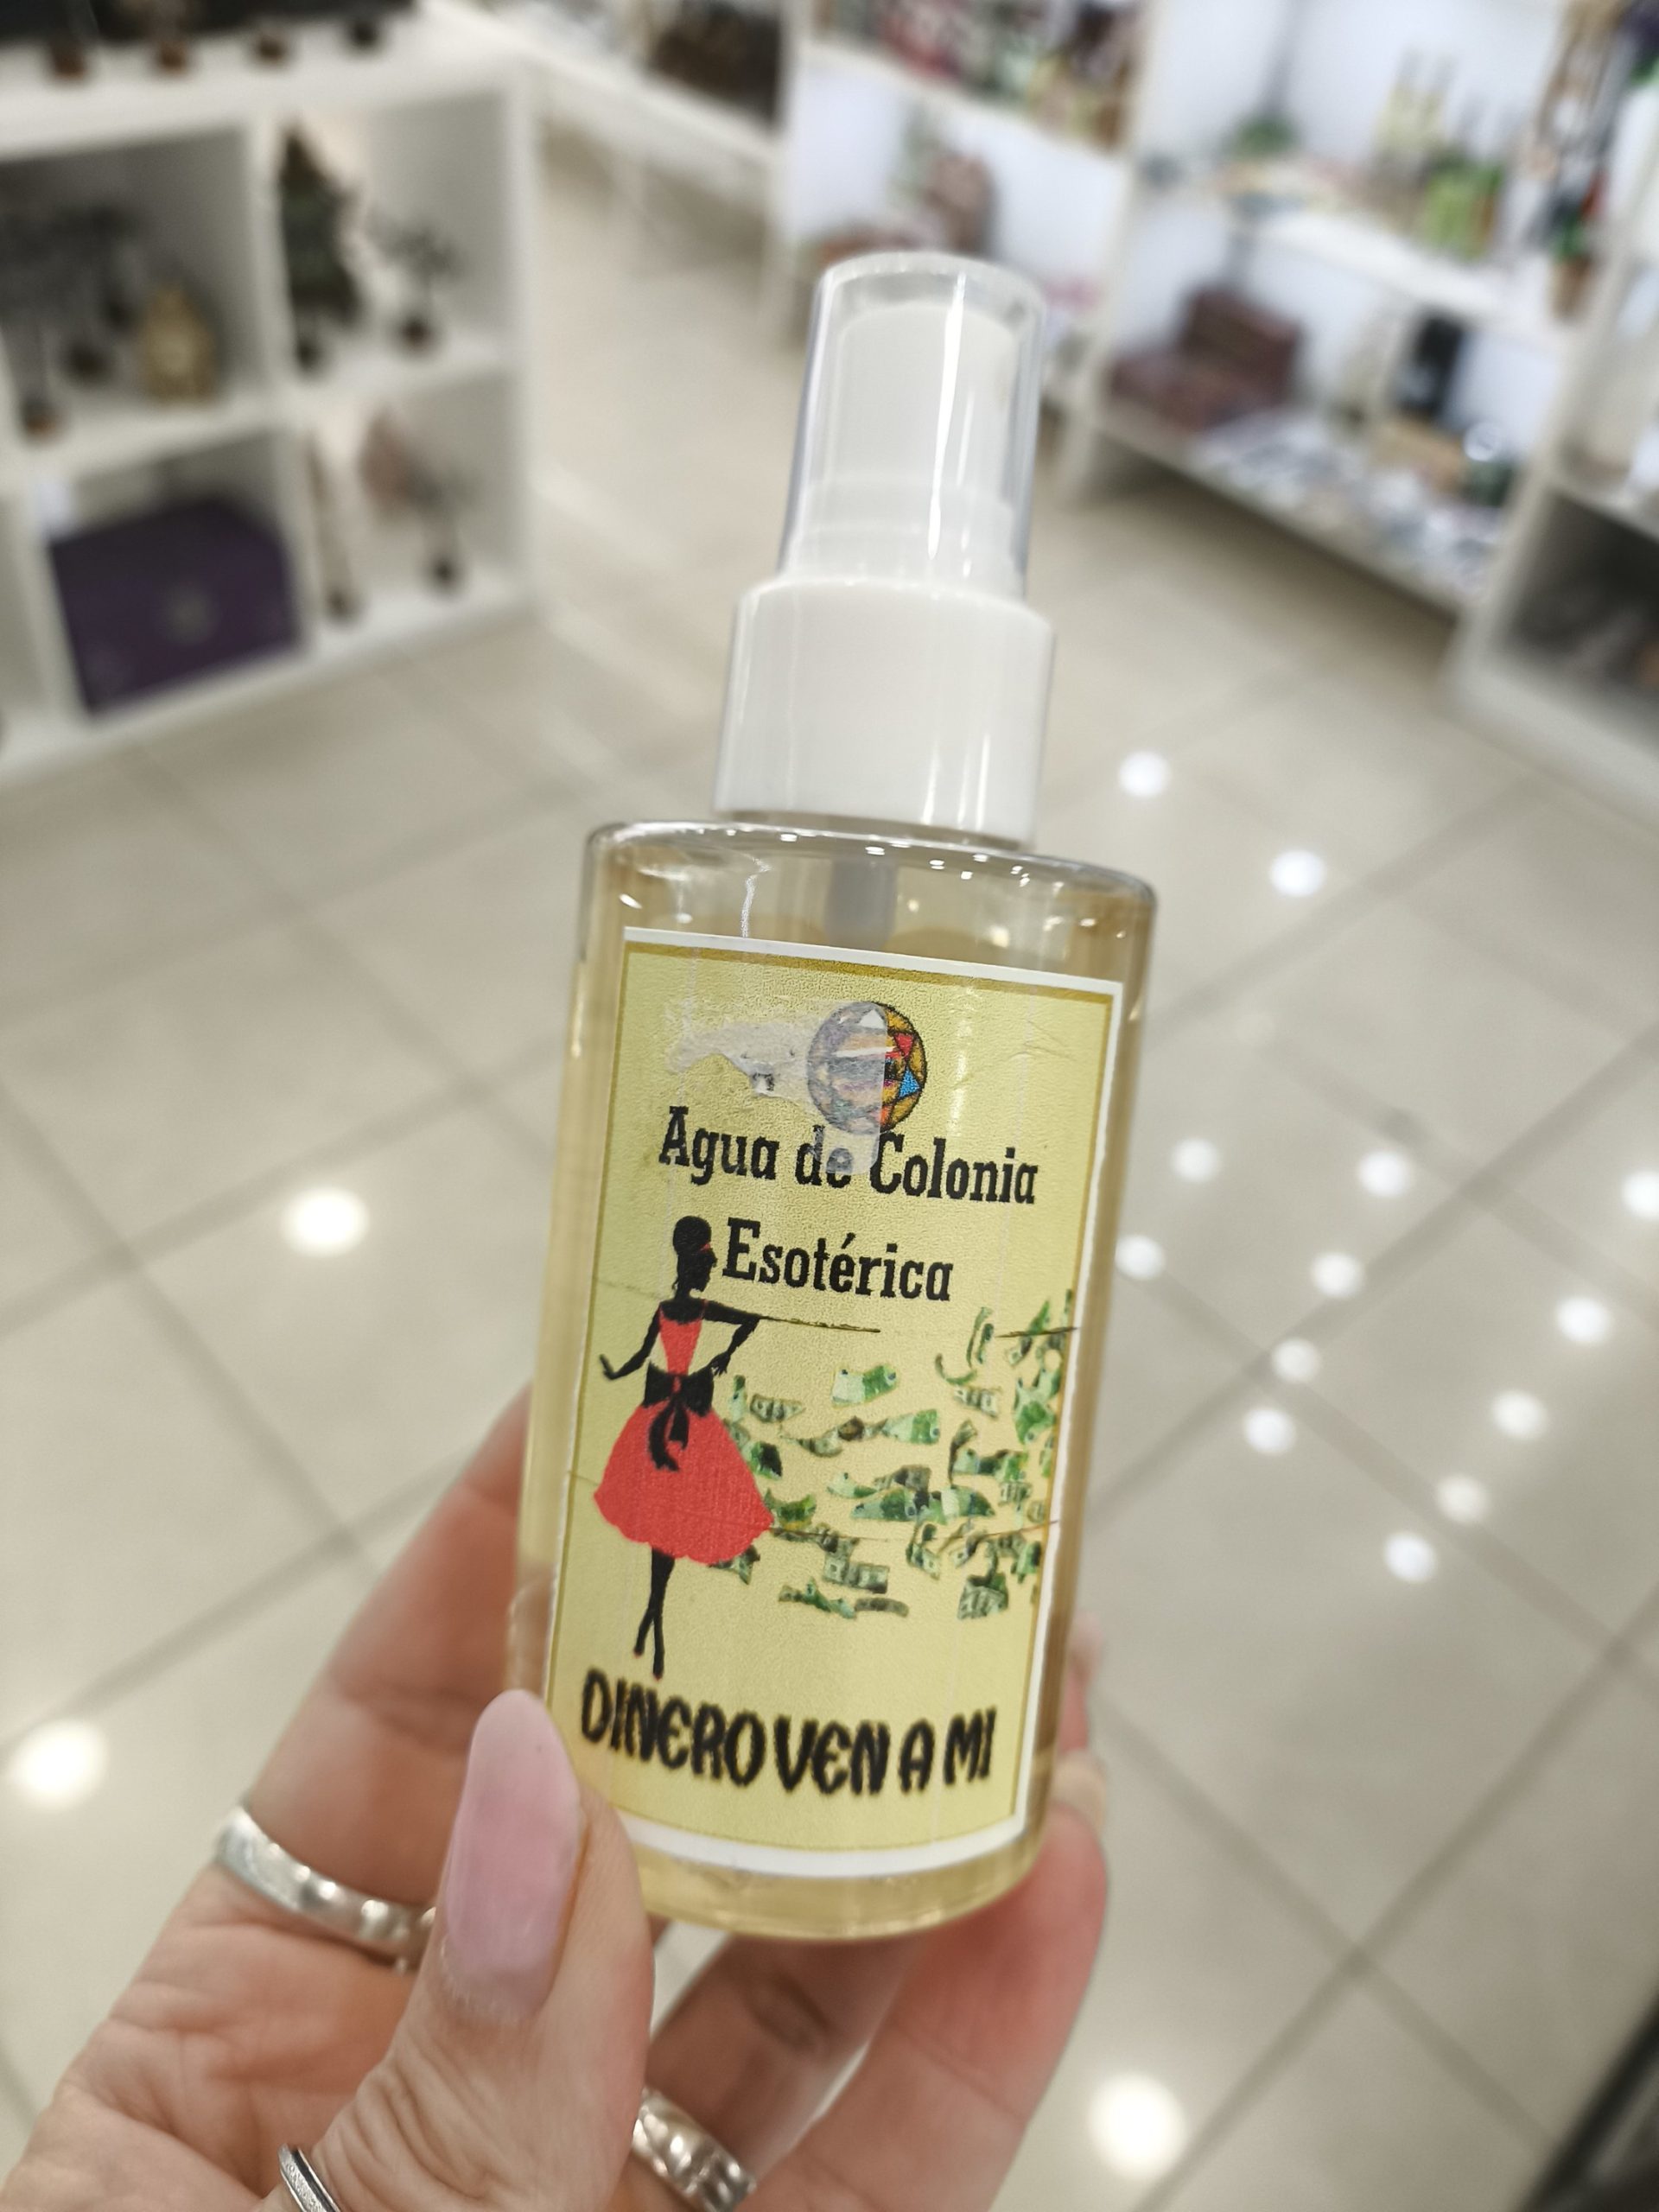 Agua de Colonia
Esotérica
DINERO VEN A MI